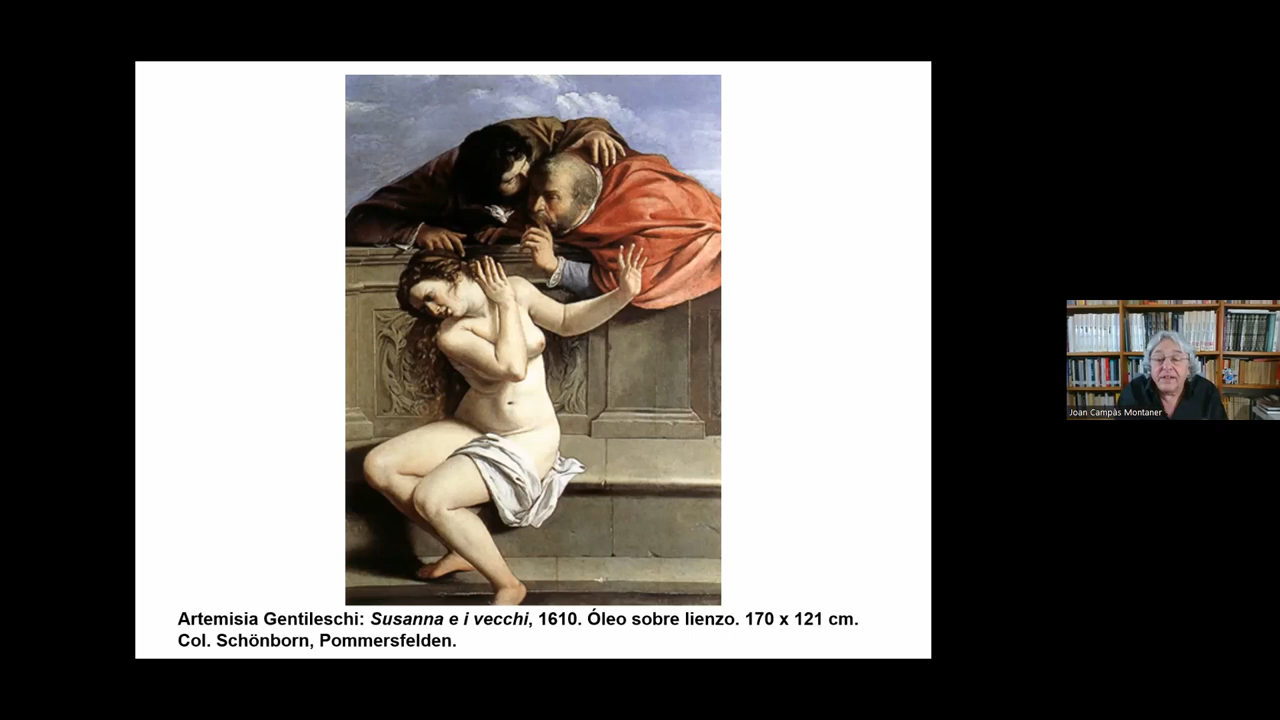 Artemisia Gentileschi: Susanna e i vecchi, 1610. Óleo sobre lienzo. 170 x 121 cm.
Col. Schönborn, Pommersfelden.
Joan Campàs Montaner